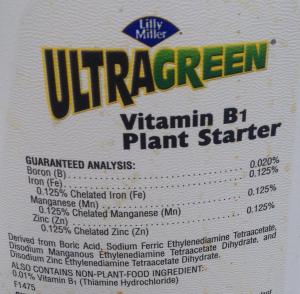 Lilly
Miller
ULTRAGREEN
Vitamin B1
Plant Starter
GUARANTEED ANALYSIS:
Boron (B) 0.020%
Iron (Fe) 0.125%
0.125% Chelated Iron (Fe)
Manganese (Mn) 0.125%
0.125% Chelated Manganese (Mn)
Zinc (Zn) 0.125%
0.125% Chelated Zinc (Zn)
Derived from Boric Acid, Sodium Ferric Ethylenediamine Tetraacetate,
Disodium Manganous Ethylenediamine Tetraacetate Dihydrate, and
Disodium Zinc Ethylenediamine Tetraacetate Dihydrate.
ALSO CONTAINS NON-PLANT-FOOD INGREDIENT:
0.01% Vitamin B1 (Thiamine Hydrochloride)
F1475